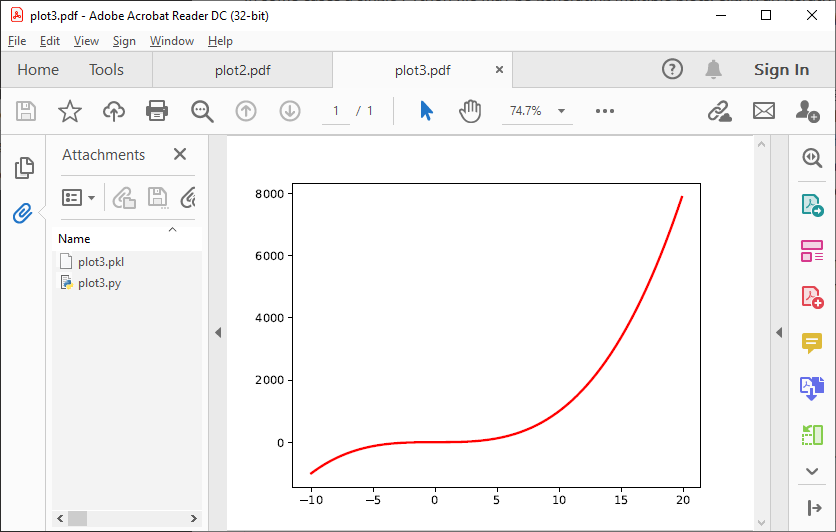 plot3.pdf - Adobe Acrobat Reader DC (32-bit)
File Edit View Sign Window Help
Home Tools plot2.pdf plot3.pdf Sign In
1 / 1 74.7%
Attachments
Name
plot3.pkl
plot3.py
8000
6000
4000
2000
0
−10 −5 0 5 10 15 20